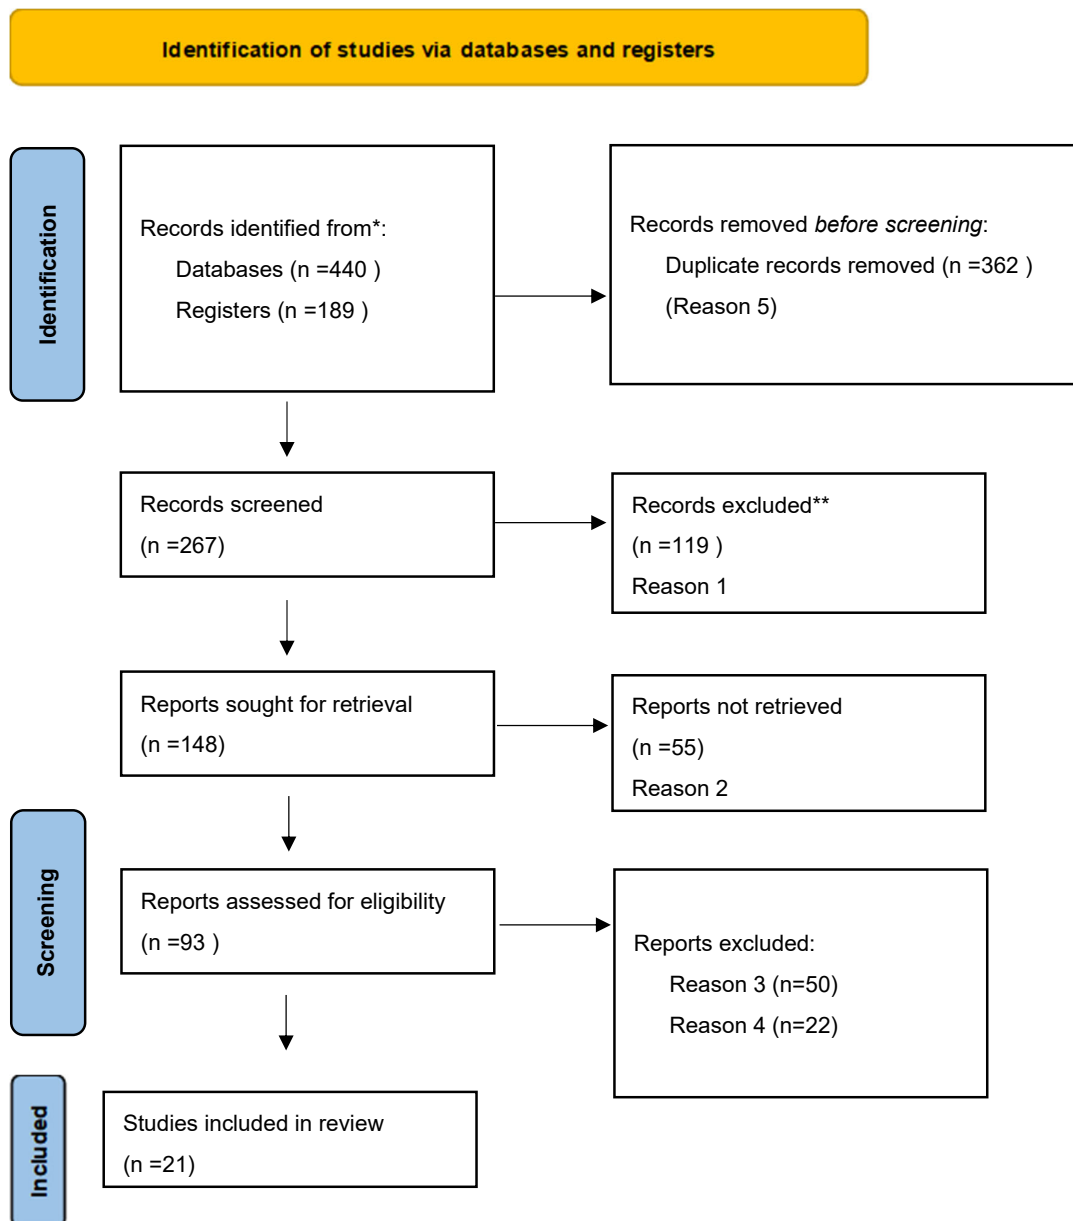 Identification of studies via databases and registers
Identification
Records identified from*:
Databases (n =440 )
Registers (n =189 )
Records removed before screening:
Duplicate records removed (n =362 )
(Reason 5)
Records screened
(n =267)
Records excluded**
(n =119 )
Reason 1
Reports sought for retrieval
(n =148)
Reports not retrieved
(n =55)
Reason 2
Screening
Reports assessed for eligibility
(n =93 )
Reports excluded:
Reason 3 (n=50)
Reason 4 (n=22)
Included
Studies included in review
(n =21)